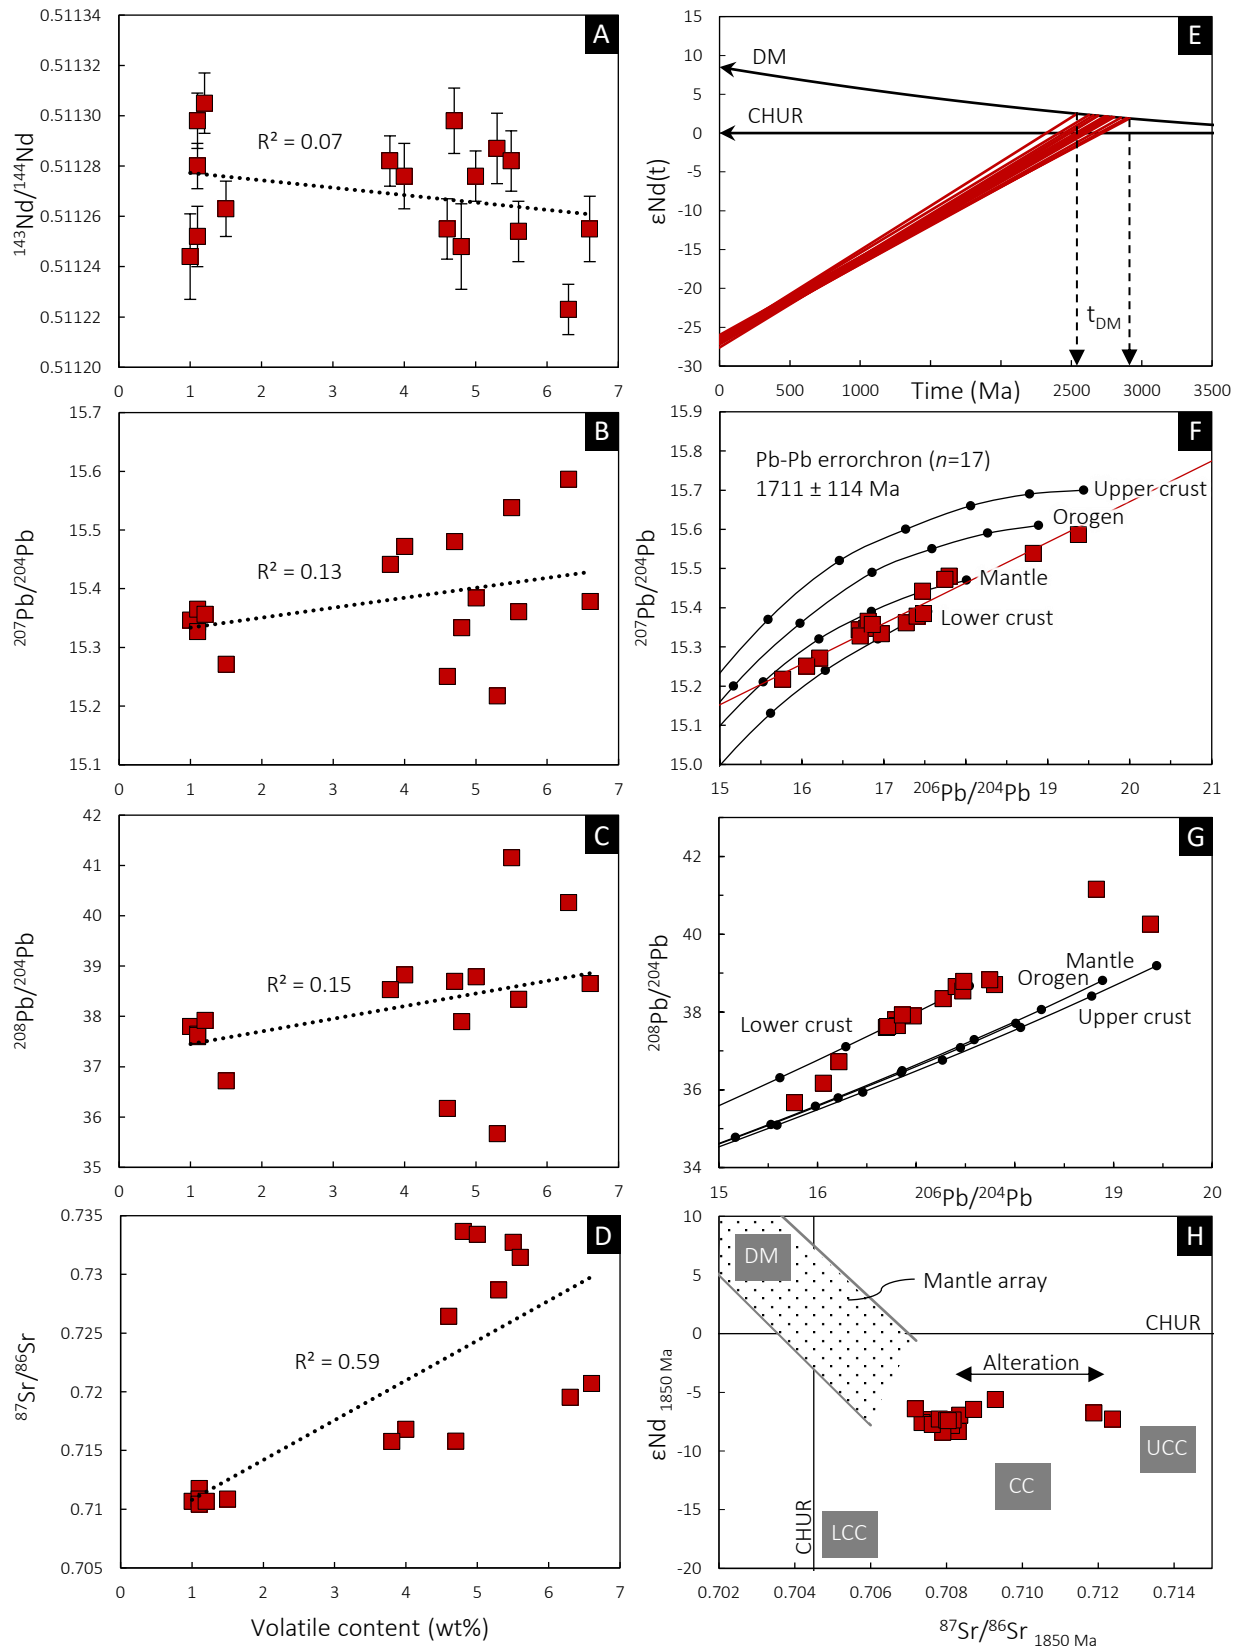 A
0.51134
0.51132
0.51130
0.51128
0.51126
0.51124
0.51122
0.51120
143Nd/144Nd
R² = 0.07
0 1 2 3 4 5 6 7
B
15.7
15.6
15.5
15.4
15.3
15.2
15.1
207Pb/204Pb
R² = 0.13
0 1 2 3 4 5 6 7
C
42
41
40
39
38
37
36
35
208Pb/204Pb
R² = 0.15
0 1 2 3 4 5 6 7
D
0.735
0.73
0.725
0.72
0.715
0.71
0.705
87Sr/86Sr
R² = 0.59
0 1 2 3 4 5 6 7
Volatile content (wt%)
E
15
10
5
0
-5
-10
-15
-20
-25
-30
εNd(t)
DM
CHUR
tDM
0 500 1000 Time (Ma) 2500 3000 3500
F
15.9
15.8
15.7
15.6
15.5
15.4
15.3
15.2
15.1
15.0
207Pb/204Pb
Pb-Pb errorchron (n=17)
1711 ± 114 Ma
Upper crust
Orogen
Mantle
Lower crust
15 16 17 206Pb/204Pb 19 20 21
G
42
40
38
36
34
208Pb/204Pb
Mantle
Orogen
Lower crust
Upper crust
15 16 206Pb/204Pb 19 20
H
10
5
0
-5
-10
-15
-20
εNd 1850 Ma
DM
Mantle array
CHUR
Alteration
UCC
CC
LCC
CHUR
0.702 0.704 0.706 0.708 0.710 0.712 0.714
87Sr/86Sr 1850 Ma